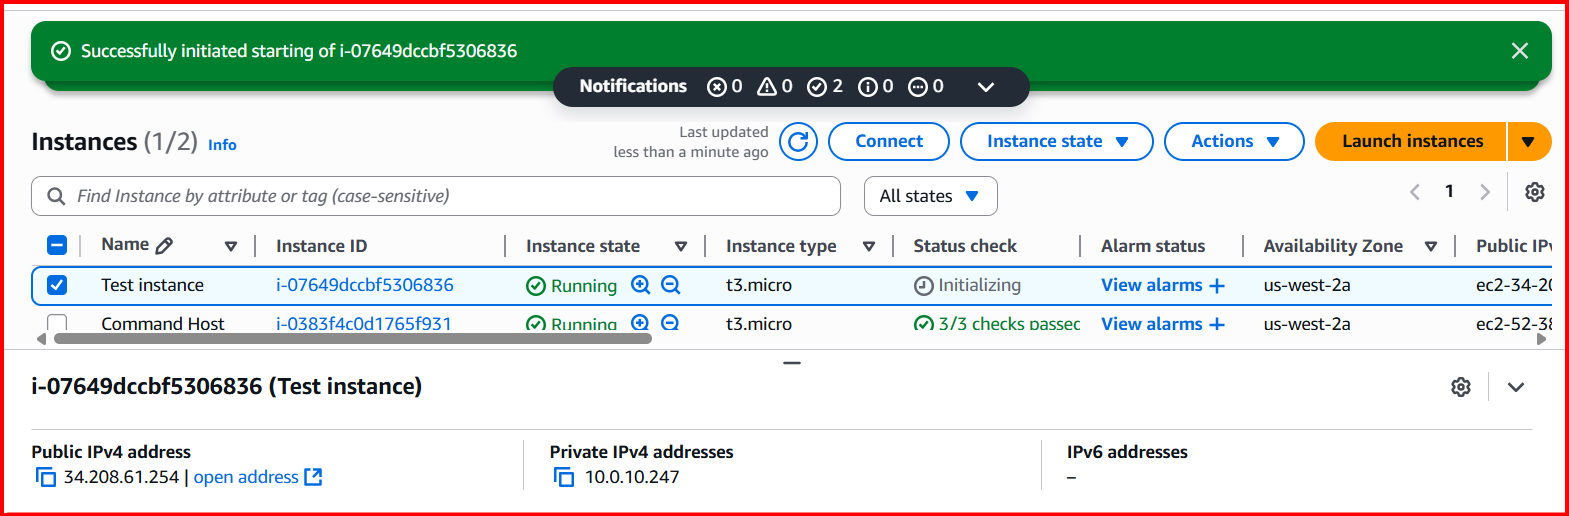 Successfully initiated starting of i-07649dccbf5306836
Notifications 0 0 2 0 0
Instances (1/2) Info
Last updated
less than a minute ago
Connect
Instance state
Actions
Launch instances
Find Instance by attribute or tag (case-sensitive)
All states
1
Name Instance ID Instance state Instance type Status check Alarm status Availability Zone Public IPv
Test instance i-07649dccbf5306836 Running t3.micro Initializing View alarms + us-west-2a ec2-34-20
Command Host i-0383f4c0d1765f931 Running t3.micro 3/3 checks passed View alarms + us-west-2a ec2-52-38
i-07649dccbf5306836 (Test instance)
Public IPv4 address Private IPv4 addresses IPv6 addresses
34.208.61.254 | open address 10.0.10.247 –